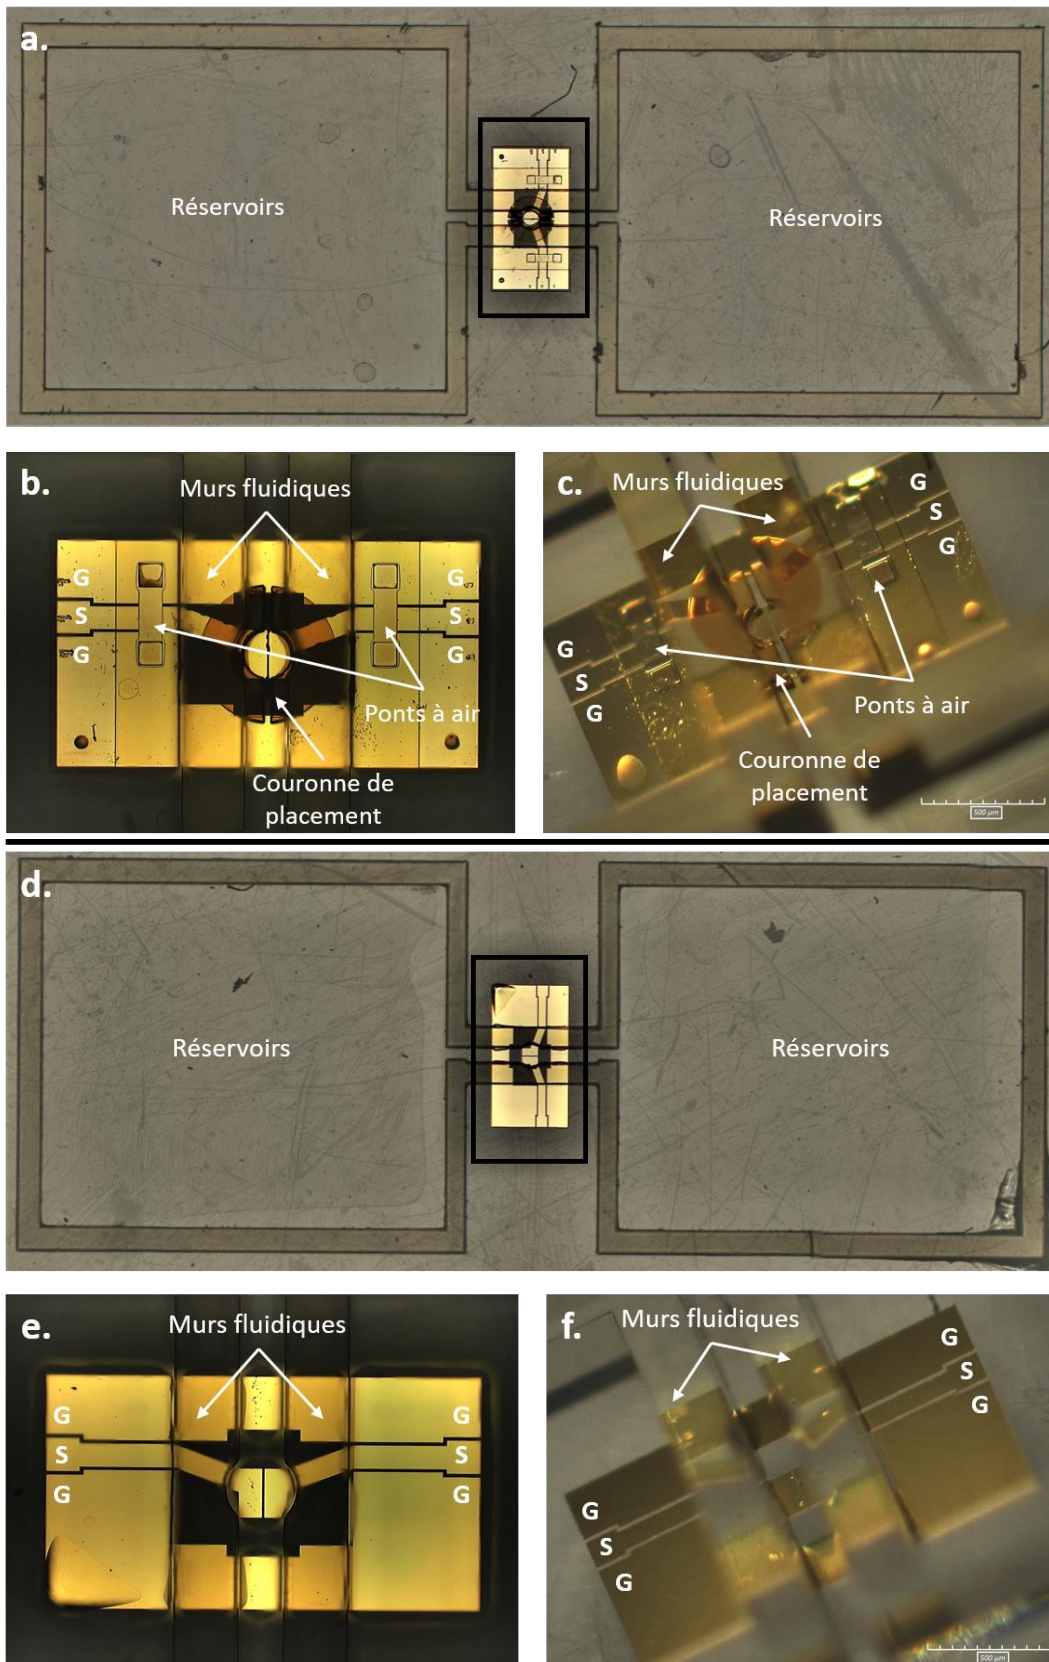 a.
Réservoirs
Réservoirs
b.
Murs fluidiques
G
S
G
G
S
G
Ponts à air
Couronne de
placement
c.
Murs fluidiques
G
S
G
G
S
G
Ponts à air
Couronne de
placement
500 µm
d.
Réservoirs
Réservoirs
e.
Murs fluidiques
G
S
G
G
S
G
f.
Murs fluidiques
G
S
G
G
S
G
500 µm